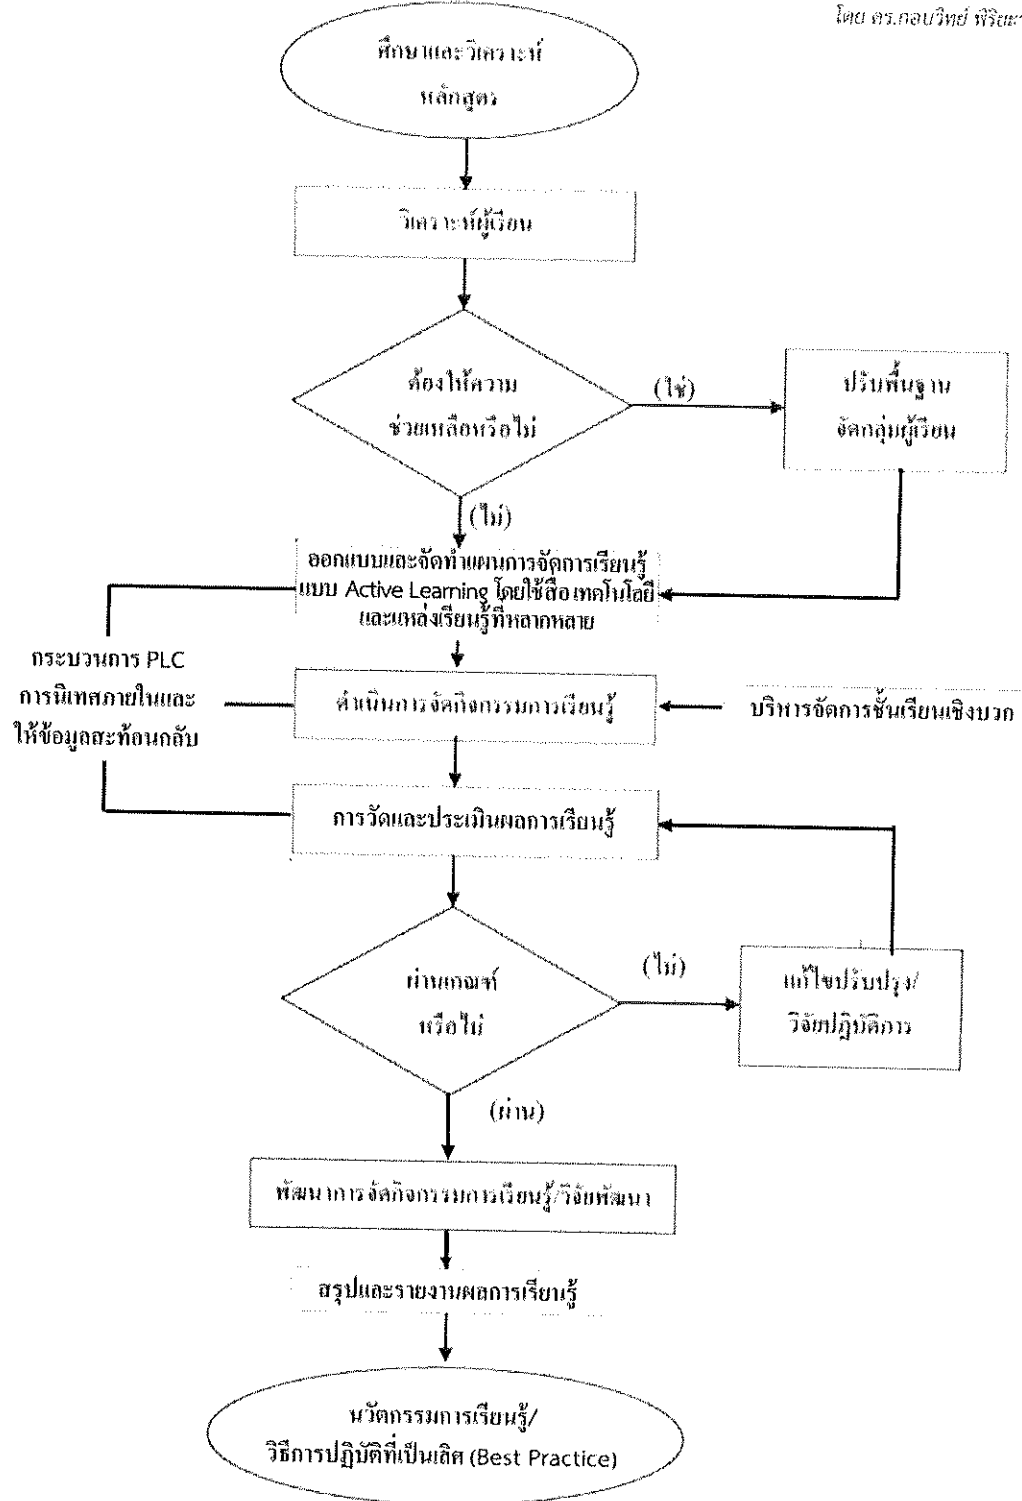 โดย ดร.กอบวิทย์ พิริยะ
ศึกษาและวิเคราะห์
หลักสูตร
วิเคราะห์ผู้เรียน
ต้องให้ความ
ช่วยเหลือหรือไม่
(ใช่)
ปรับพื้นฐาน
จัดกลุ่มผู้เรียน
(ไม่)
ออกแบบและจัดทำแผนการจัดการเรียนรู้
แบบ Active Learning โดยใช้สื่อ เทคโนโลยี
และแหล่งเรียนรู้ที่หลากหลาย
กระบวนการ PLC
การนิเทศภายในและ
ให้ข้อมูลสะท้อนกลับ
ดำเนินการจัดกิจกรรมการเรียนรู้
บริหารจัดการชั้นเรียนเชิงบวก
การวัดและประเมินผลการเรียนรู้
ผ่านเกณฑ์
หรือไม่
(ไม่)
แก้ไขปรับปรุง/
วิจัยปฏิบัติการ
(ผ่าน)
พัฒนาการจัดกิจกรรมการเรียนรู้/วิจัยพัฒนา
สรุปและรายงานผลการเรียนรู้
นวัตกรรมการเรียนรู้/
วิธีการปฏิบัติที่เป็นเลิศ (Best Practice)